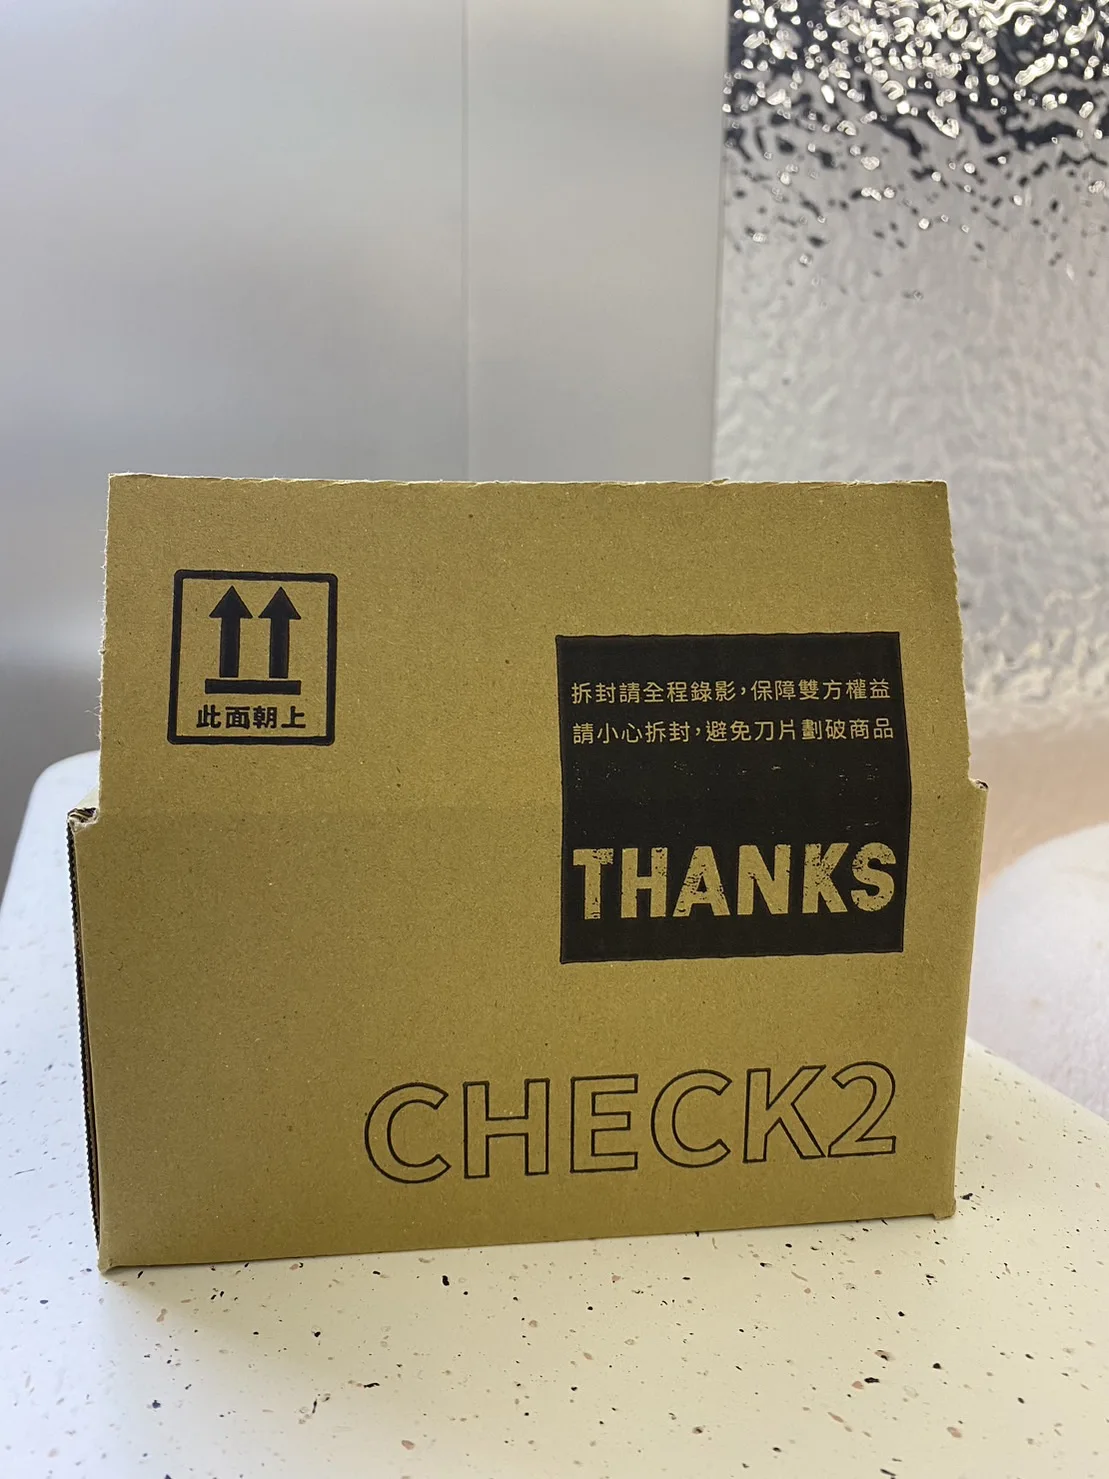 此面朝上
拆封請全程錄影,保障雙方權益
請小心拆封,避免刀片劃破商品
THANKS
CHECK2